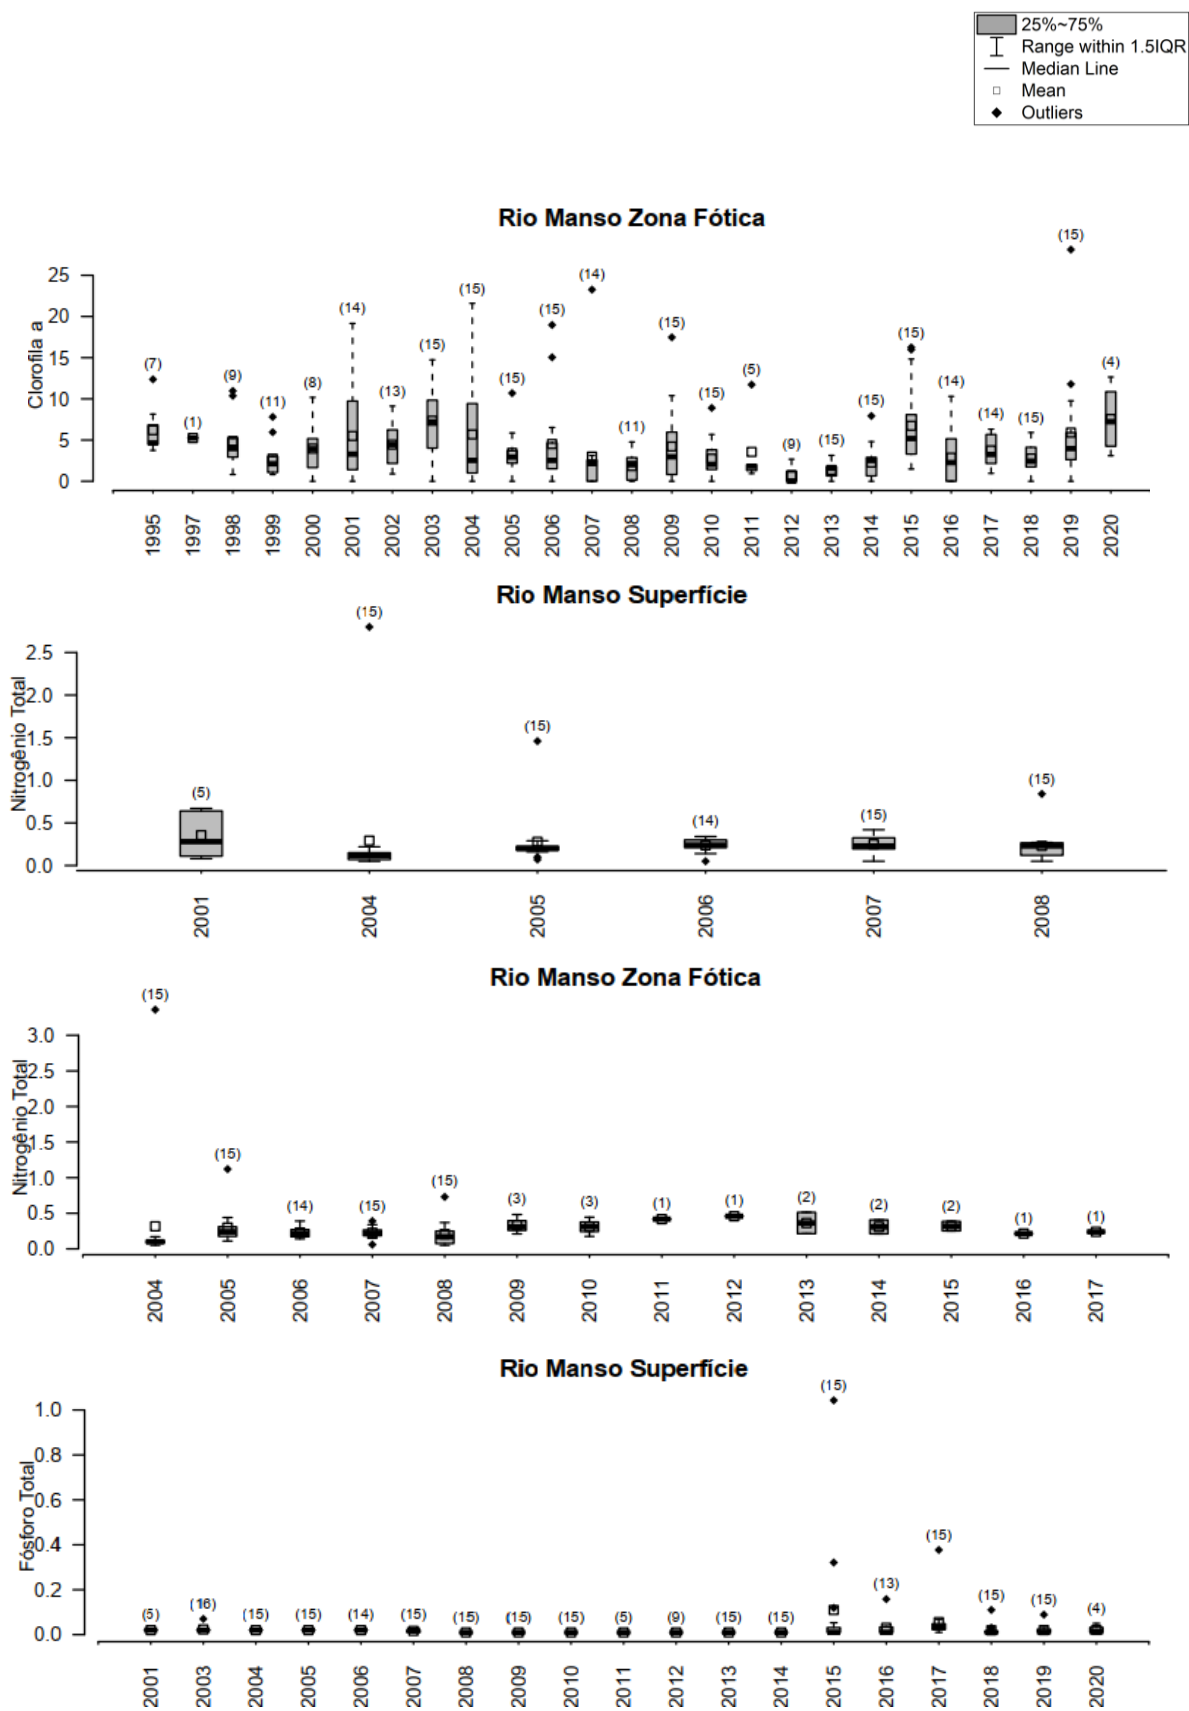 25%~75%
Range within 1.5IQR
Median Line
Mean
Outliers
Rio Manso Zona Fótica
Clorofila a
25
20
15
10
5
0
(7) (1) (9) (11) (8) (14) (13) (15) (15) (15) (15) (14) (11) (15) (15) (5) (9) (15) (15) (15) (14) (14) (15) (15) (4)
1995 1997 1998 1999 2000 2001 2002 2003 2004 2005 2006 2007 2008 2009 2010 2011 2012 2013 2014 2015 2016 2017 2018 2019 2020
Rio Manso Superfície
Nitrogênio Total
2.5
2.0
1.5
1.0
0.5
0.0
(5) (15) (15) (14) (15) (15)
2001 2004 2005 2006 2007 2008
Rio Manso Zona Fótica
Nitrogênio Total
3.0
2.5
2.0
1.5
1.0
0.5
0.0
(15) (15) (14) (15) (15) (3) (3) (1) (1) (2) (2) (2) (1) (1)
2004 2005 2006 2007 2008 2009 2010 2011 2012 2013 2014 2015 2016 2017
Rio Manso Superfície
Fósforo Total
1.0
0.8
0.6
0.4
0.2
0.0
(5) (16) (15) (15) (14) (15) (15) (15) (15) (5) (9) (15) (15) (15) (13) (15) (15) (15) (4)
2001 2003 2004 2005 2006 2007 2008 2009 2010 2011 2012 2013 2014 2015 2016 2017 2018 2019 2020